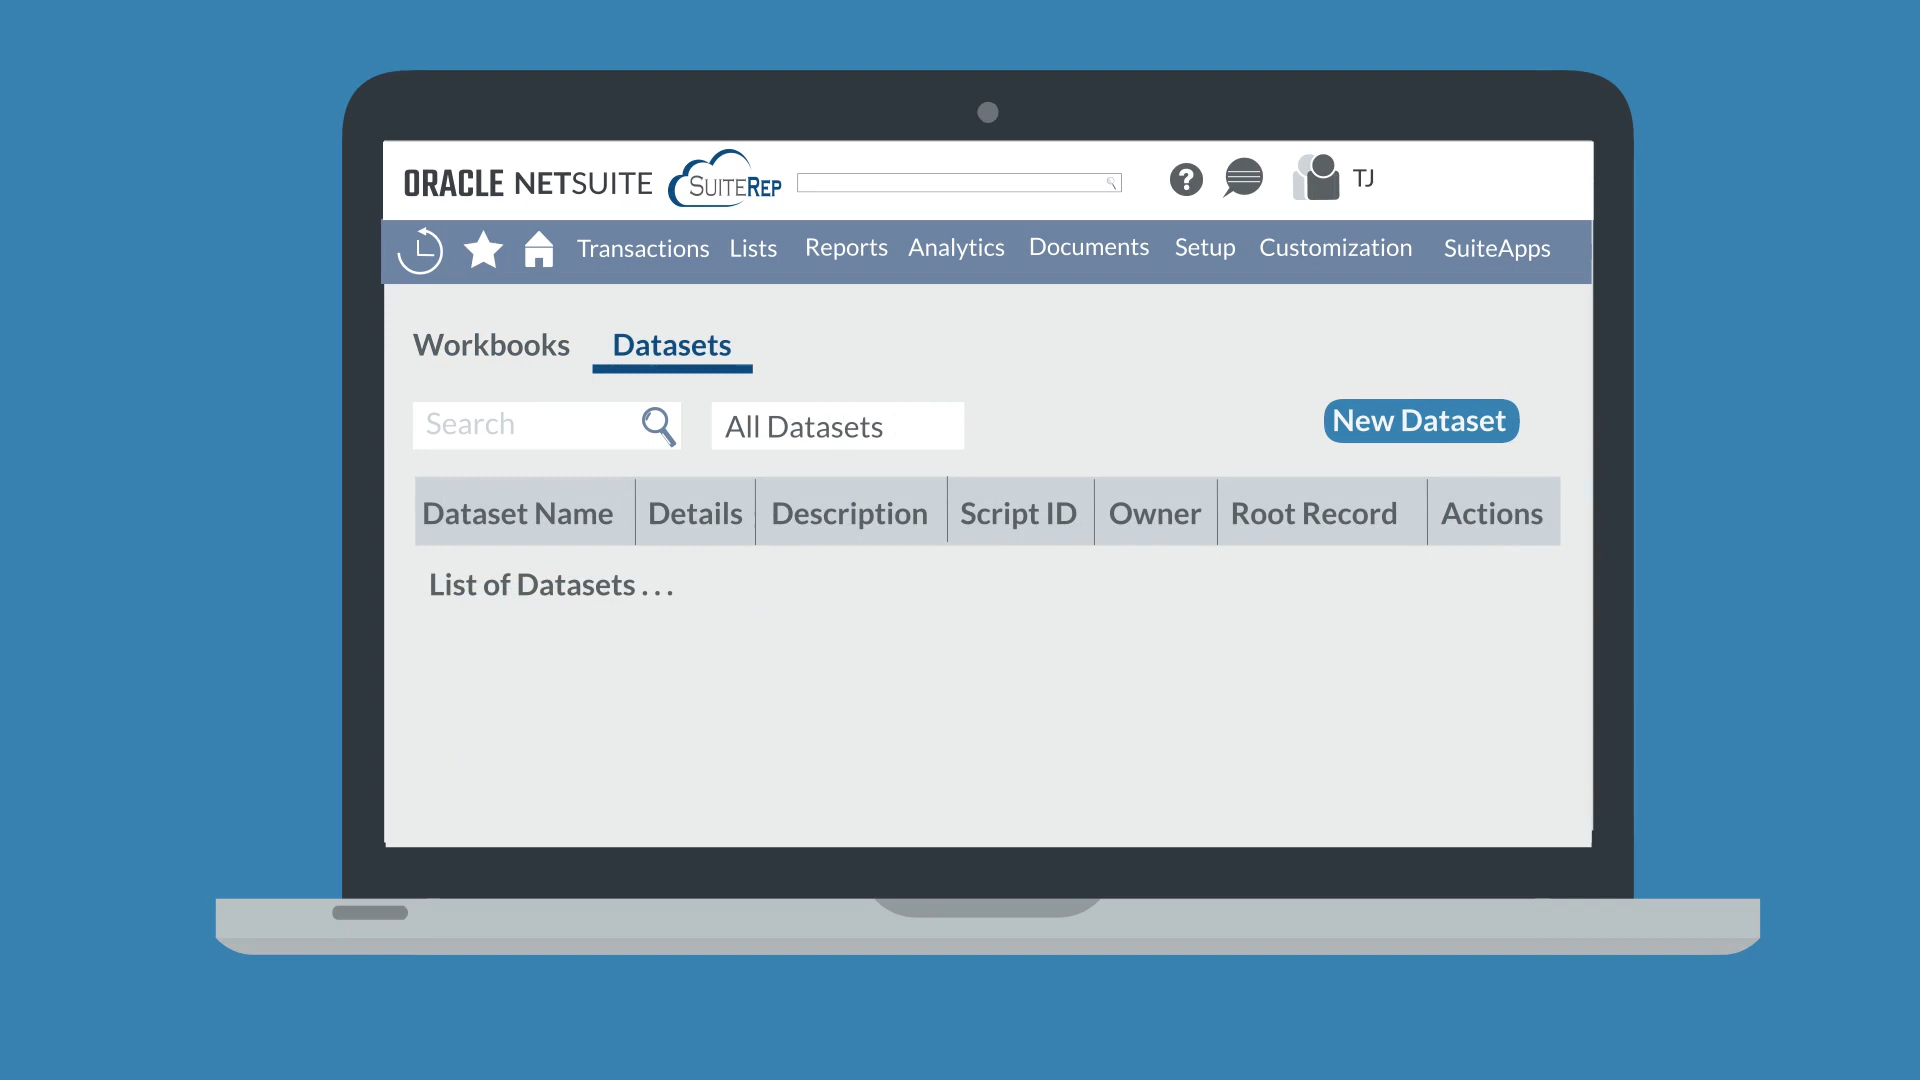 ORACLE NETSUITE SUITEREP ? TJ
Transactions Lists Reports Analytics Documents Setup Customization SuiteApps
Workbooks Datasets
Search All Datasets New Dataset
Dataset Name Details Description Script ID Owner Root Record Actions
List of Datasets . . .